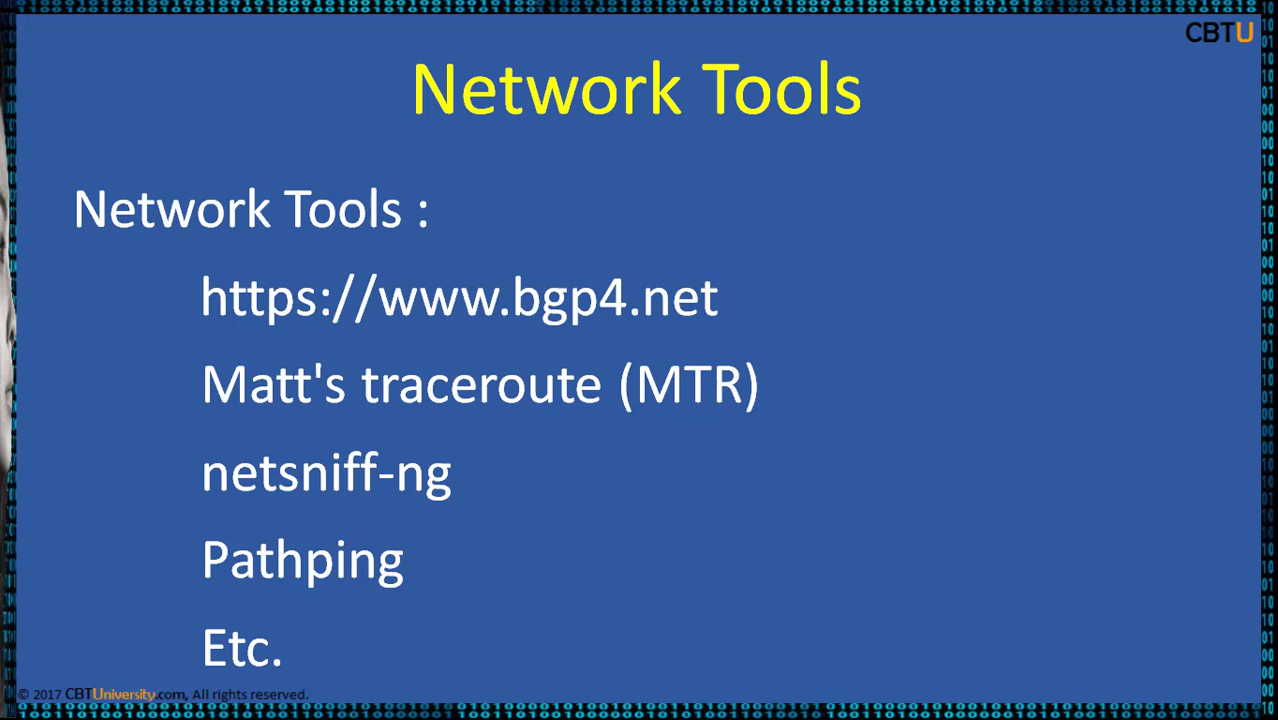 CBTU
Network Tools
Network Tools :
https://www.bgp4.net
Matt's traceroute (MTR)
netsniff-ng
Pathping
Etc.
© 2017 CBTUniversity.com, All rights reserved.